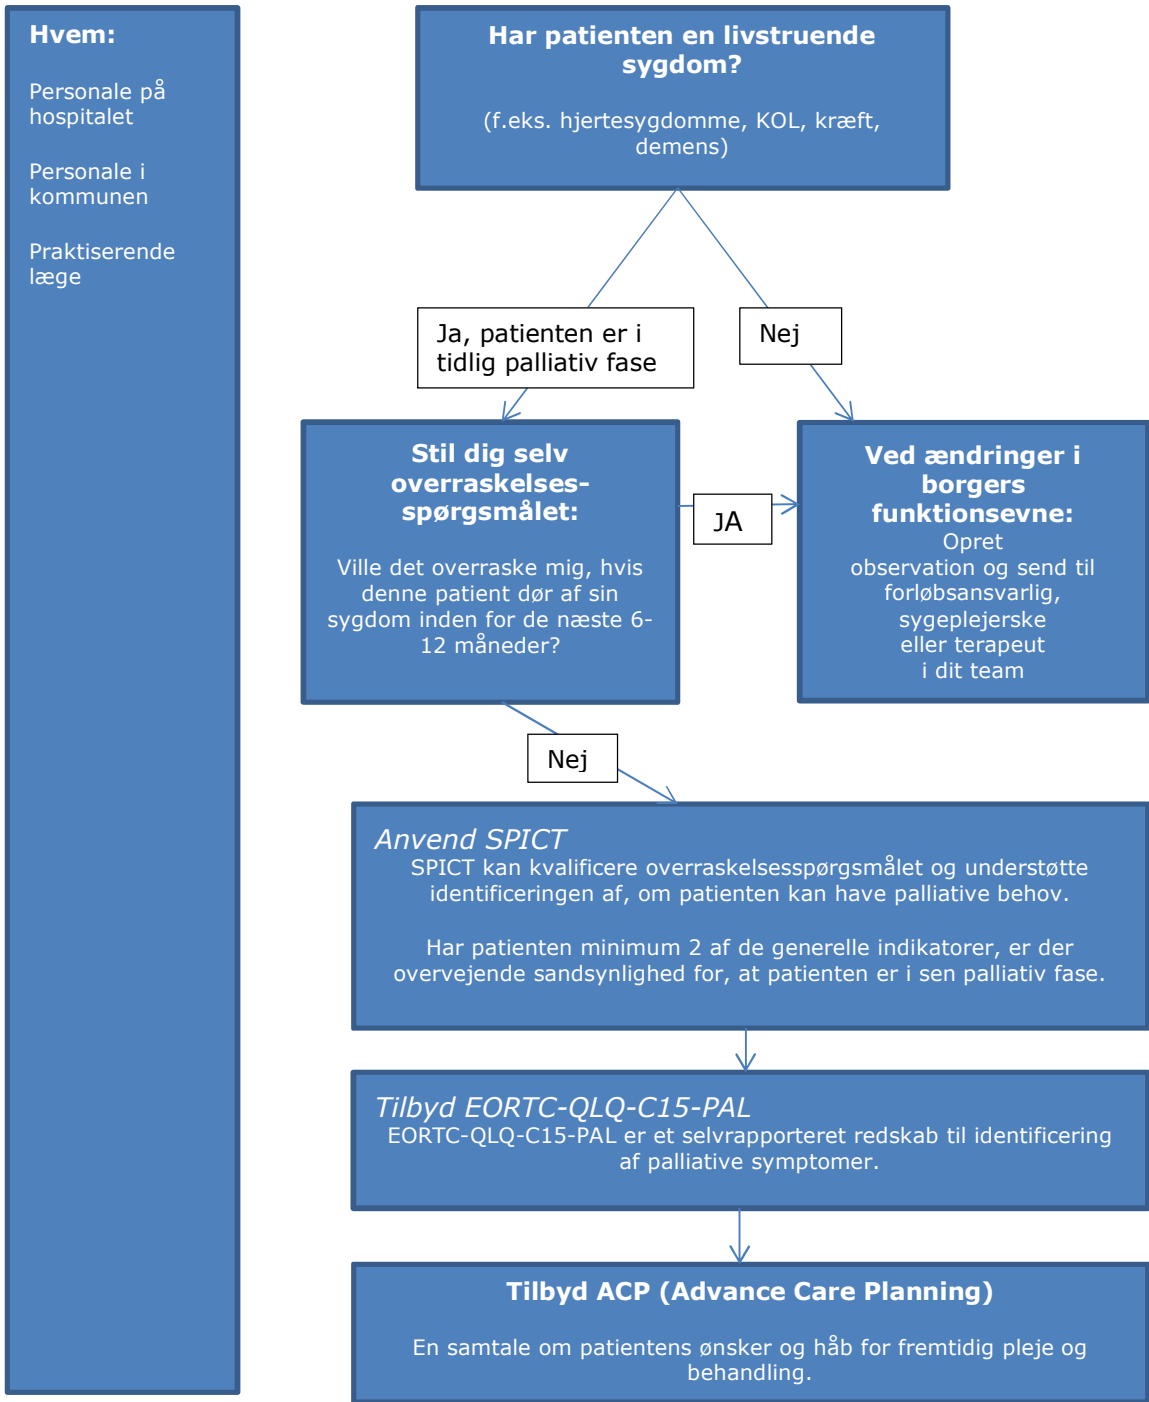 Hvem:
Personale på
hospitalet
Personale i
kommunen
Praktiserende
læge
Har patienten en livstruende
sygdom?
(f.eks. hjertesygdomme, KOL, kræft,
demens)
Ja, patienten er i
tidlig palliativ fase
Nej
Stil dig selv
overraskelses-
spørgsmålet:
Ville det overraske mig, hvis
denne patient dør af sin
sygdom inden for de næste 6-
12 måneder?
JA
Ved ændringer i
borgers
funktionsevne:
Opret
observation og send til
forløbsansvarlig,
sygeplejerske
eller terapeut
i dit team
Nej
Anvend SPICT
SPICT kan kvalificere overraskelsesspørgsmålet og understøtte
identificeringen af, om patienten kan have palliative behov.
Har patienten minimum 2 af de generelle indikatorer, er der
overvejende sandsynlighed for, at patienten er i sen palliativ fase.
Tilbyd EORTC-QLQ-C15-PAL
EORTC-QLQ-C15-PAL er et selvrapporteret redskab til identificering
af palliative symptomer.
Tilbyd ACP (Advance Care Planning)
En samtale om patientens ønsker og håb for fremtidig pleje og
behandling.